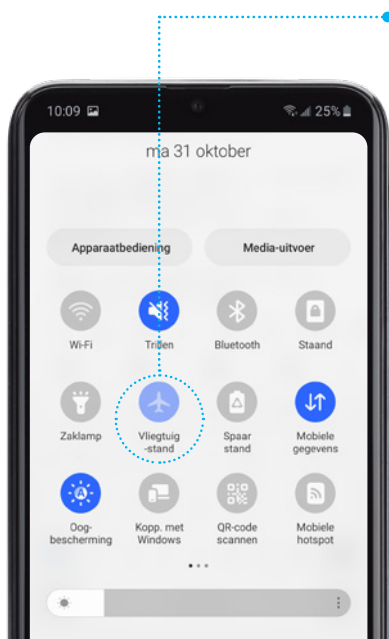 10:09 25%
ma 31 oktober
Apparaatbediening Media-uitvoer
Wi-Fi Trillen Bluetooth Staand
Zaklamp Vliegtuig Spaar Mobiele
-stand stand gegevens
A
Oog- Kopp. met QR-code Mobiele
bescherming Windows scannen hotspot